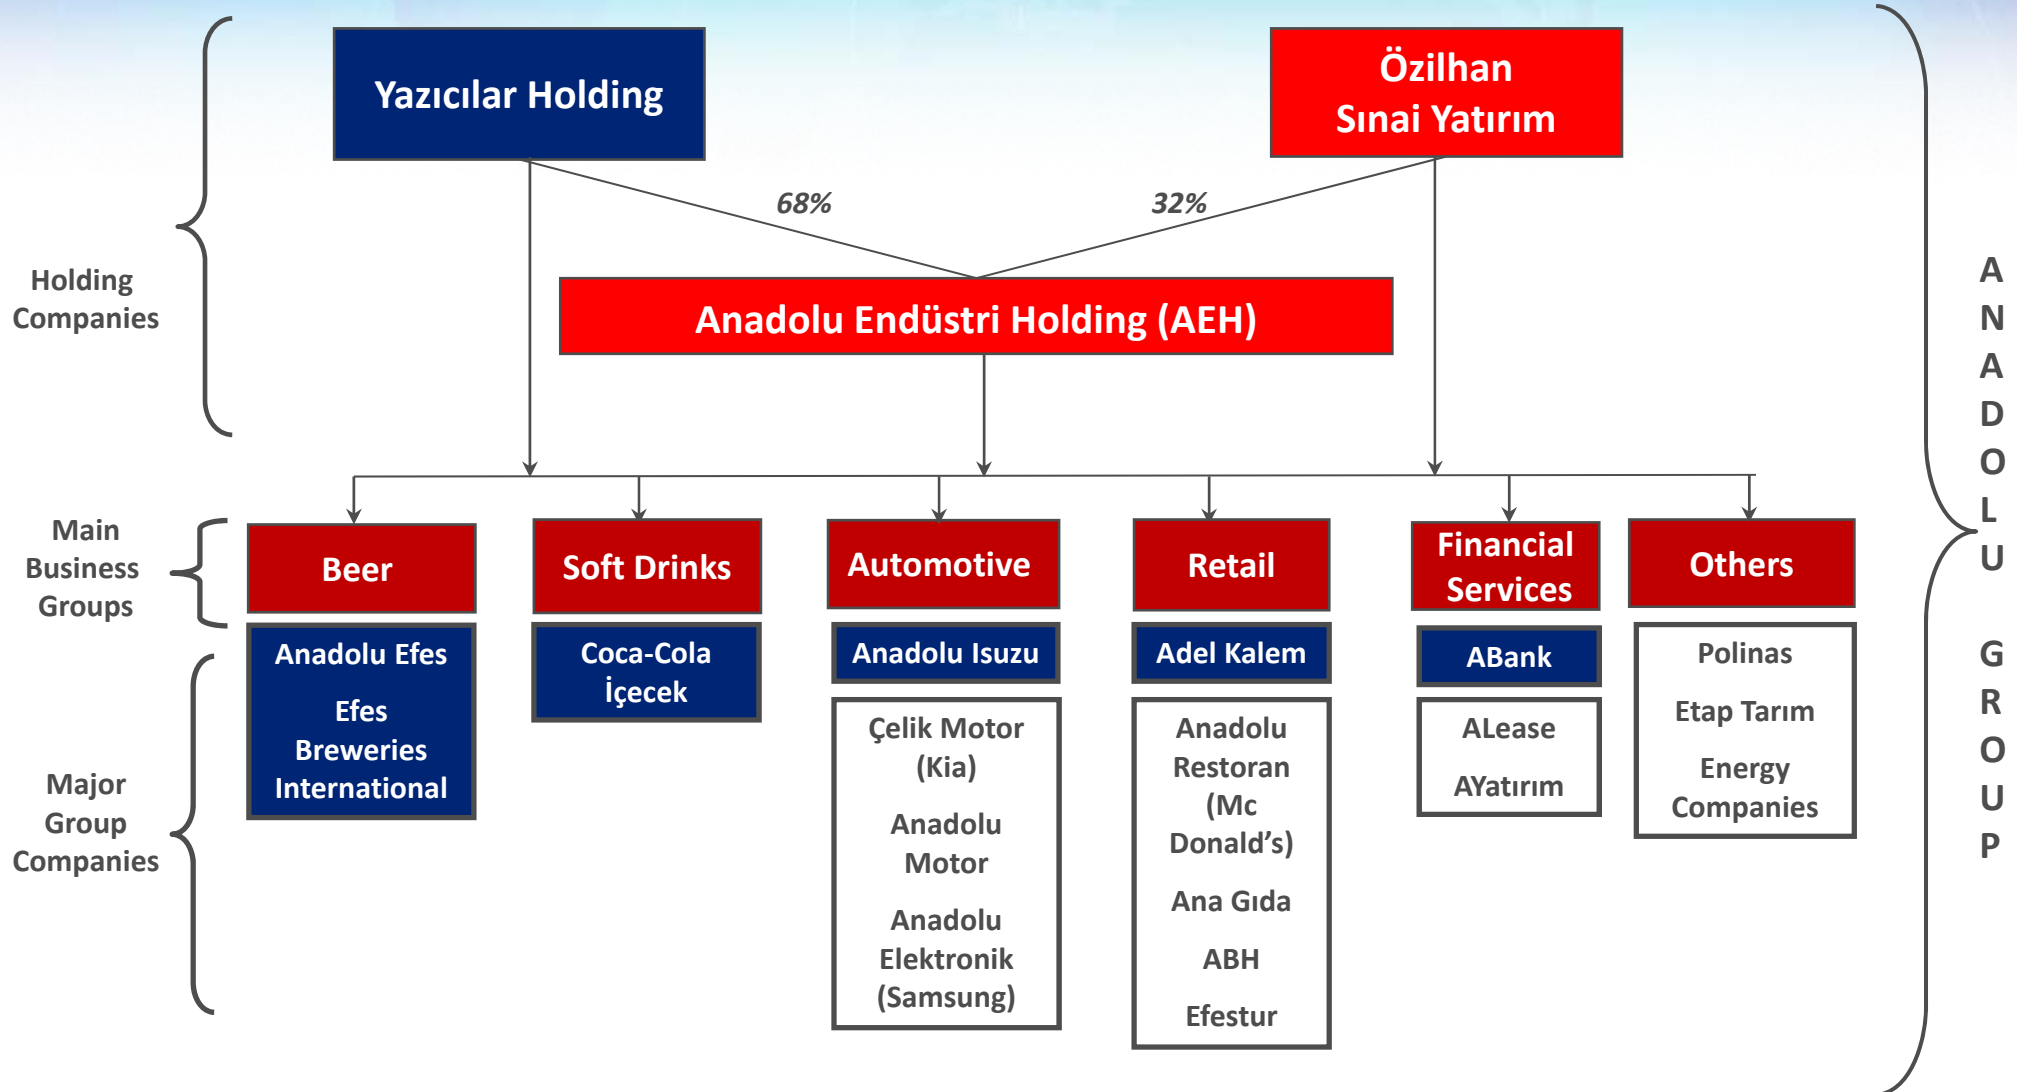 Yazıcılar Holding
Özilhan
Sınai Yatırım
68%
32%
Holding
Companies
Anadolu Endüstri Holding (AEH)
Main
Business
Groups
Beer
Soft Drinks
Automotive
Retail
Financial
Services
Others
Major
Group
Companies
Anadolu Efes
Efes
Breweries
International
Coca-Cola
İçecek
Anadolu Isuzu
Çelik Motor
(Kia)
Anadolu
Motor
Anadolu
Elektronik
(Samsung)
Adel Kalem
Anadolu
Restoran
(Mc
Donald’s)
Ana Gıda
ABH
Efestur
ABank
ALease
AYatırım
Polinas
Etap Tarım
Energy
Companies
A
N
A
D
O
L
U
G
R
O
U
P